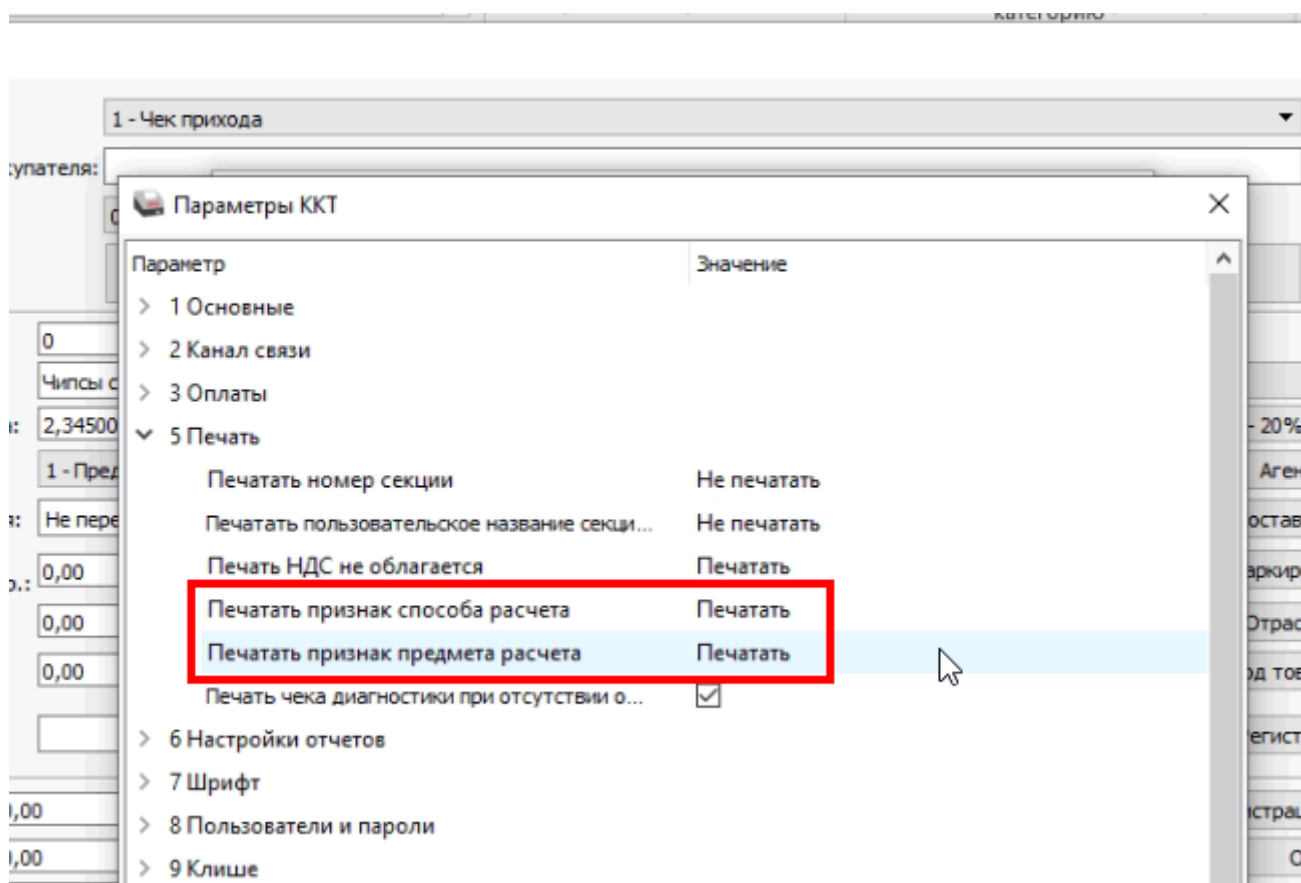 категорию
1 - Чек прихода
купателя:
Параметры ККТ
Параметр Значение
1 Основные
0
2 Канал связи
Чипсы с
3 Оплаты
2,34500
5 Печать
- 20%
1 - Пред
Печатать номер секции Не печатать
Аген
Не пере
Печатать пользовательское название секци... Не печатать
остав
0,00
Печать НДС не облагается Печатать
аркир
0,00
Печатать признак способа расчета Печатать
Отрас
0,00
Печатать признак предмета расчета Печатать
од тов
Печать чека диагностики при отсутствии о...
6 Настройки отчетов
егист
7 Шрифт
0,00
8 Пользователи и пароли
истрац
0,00
9 Клише